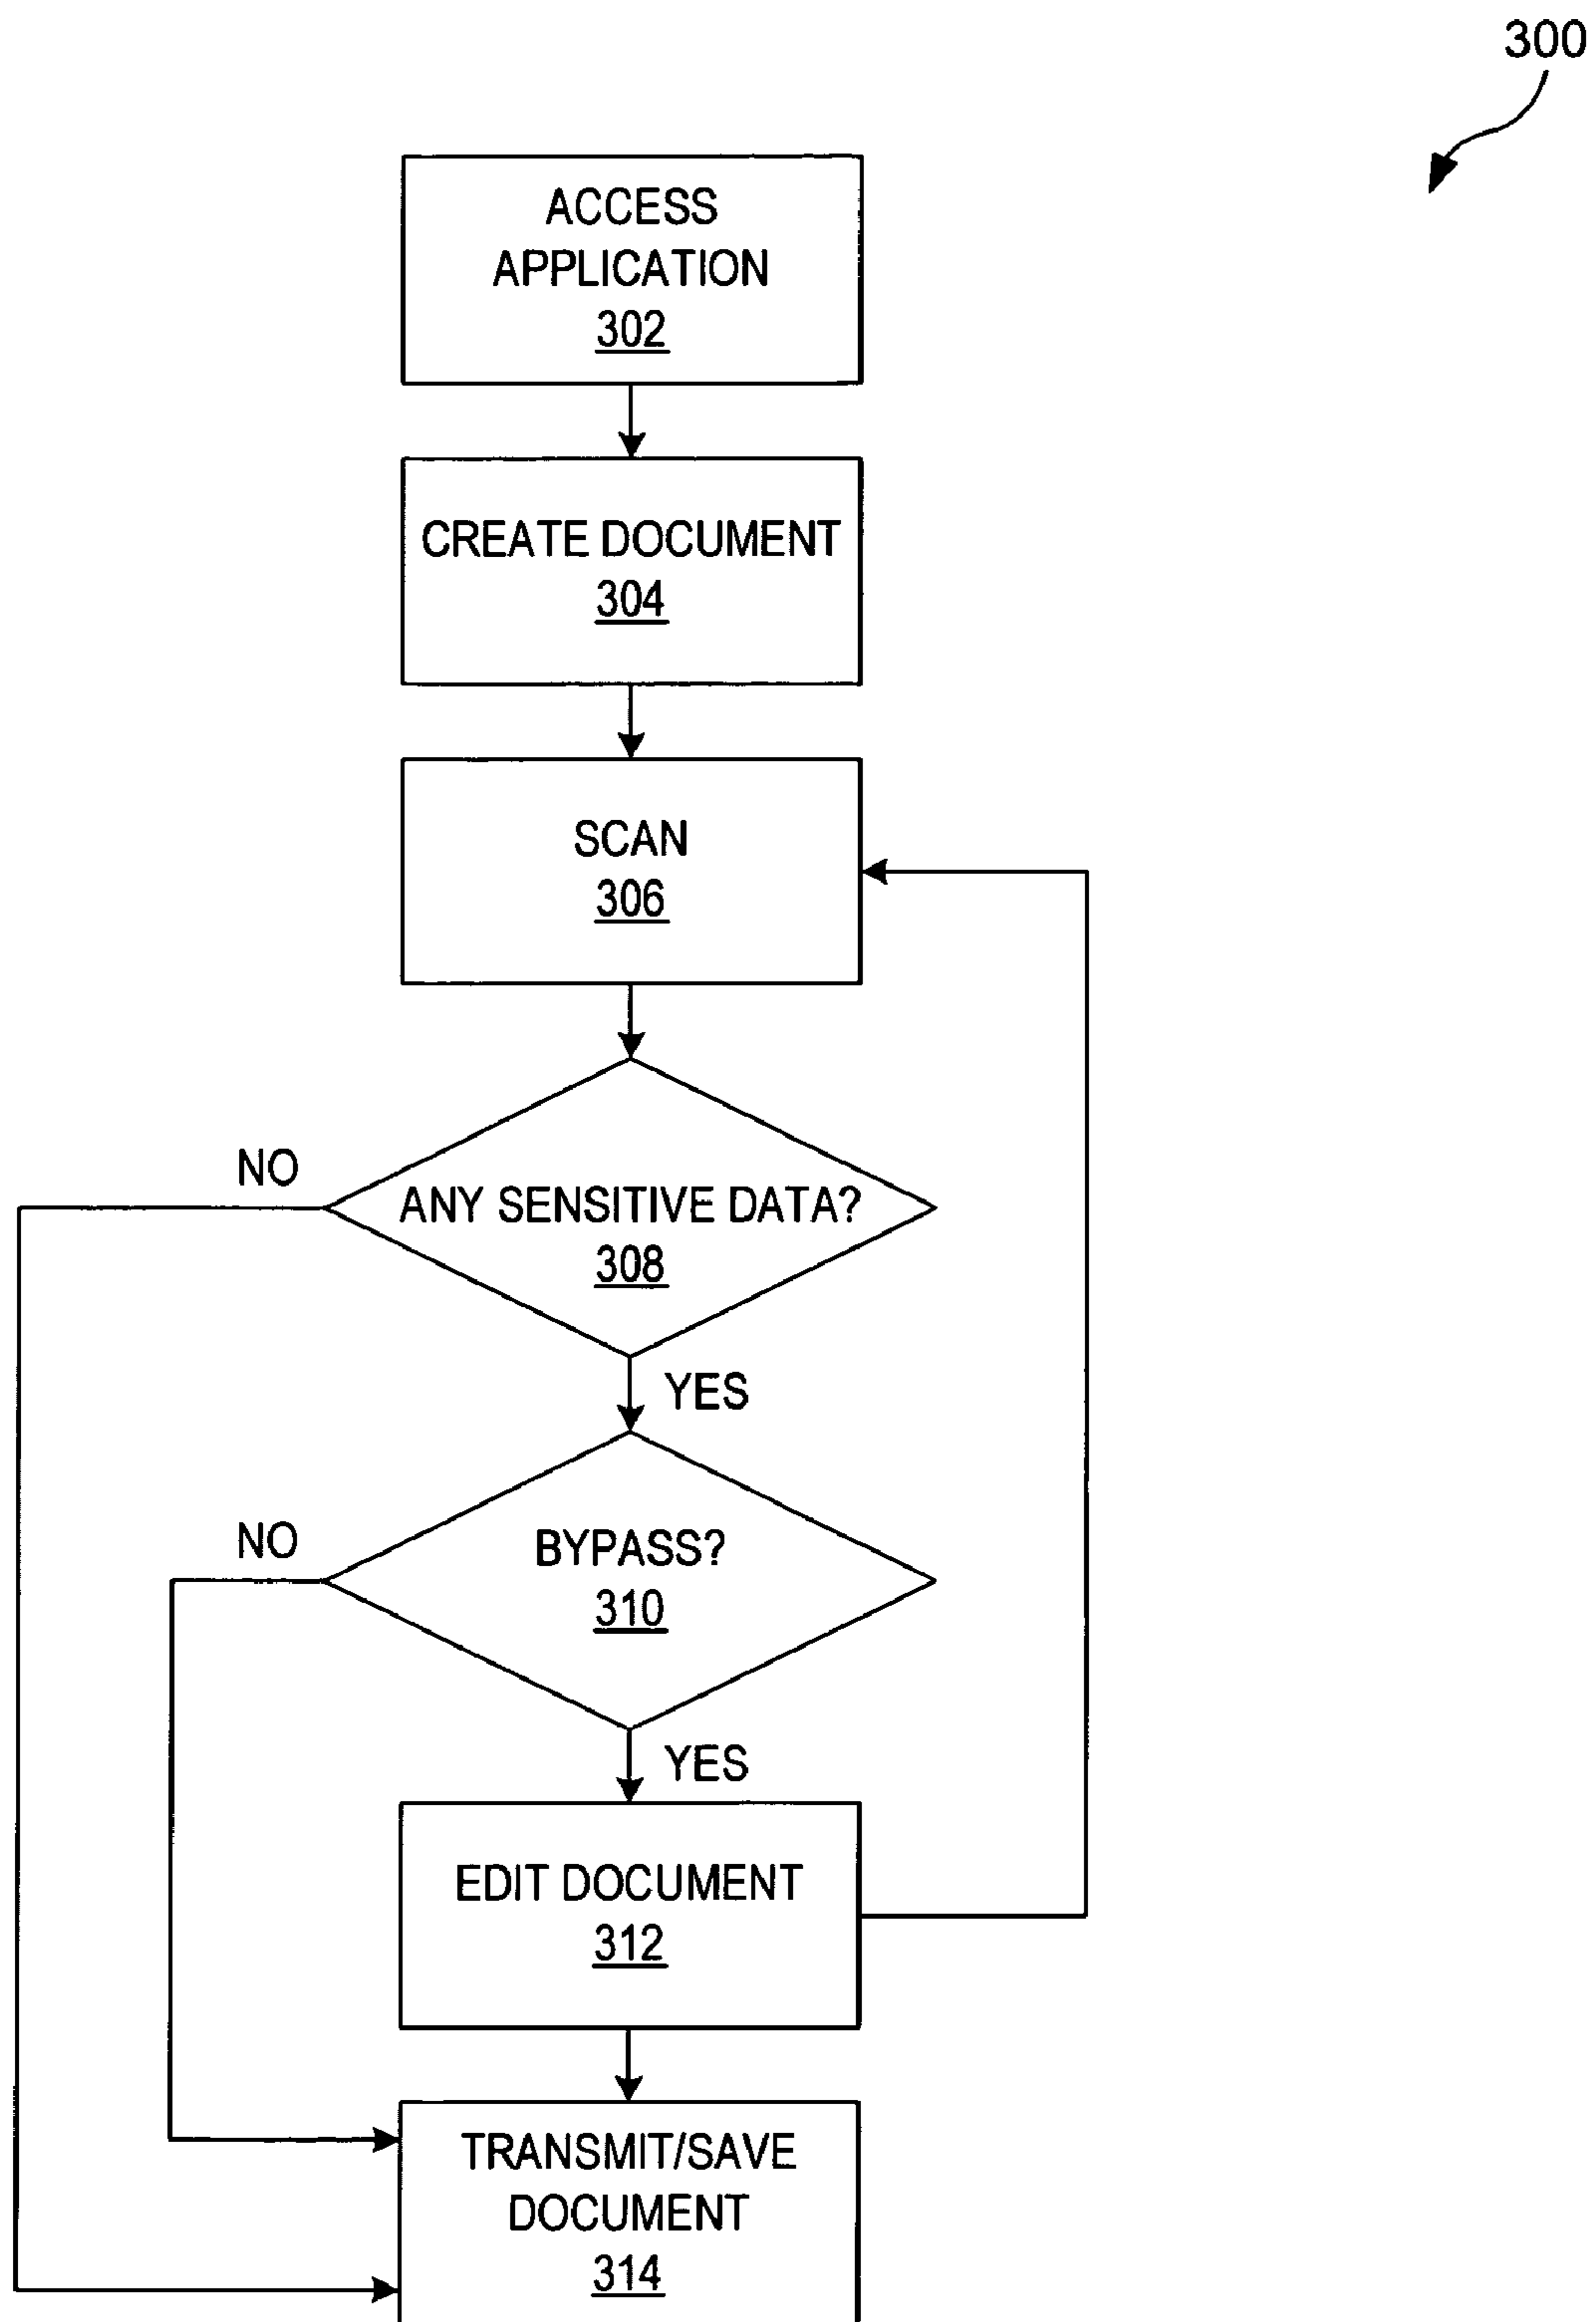 300
ACCESS
APPLICATION
302
CREATE DOCUMENT
304
SCAN
306
NO
ANY SENSITIVE DATA?
308
YES
NO
BYPASS?
310
YES
EDIT DOCUMENT
312
TRANSMIT/SAVE
DOCUMENT
314